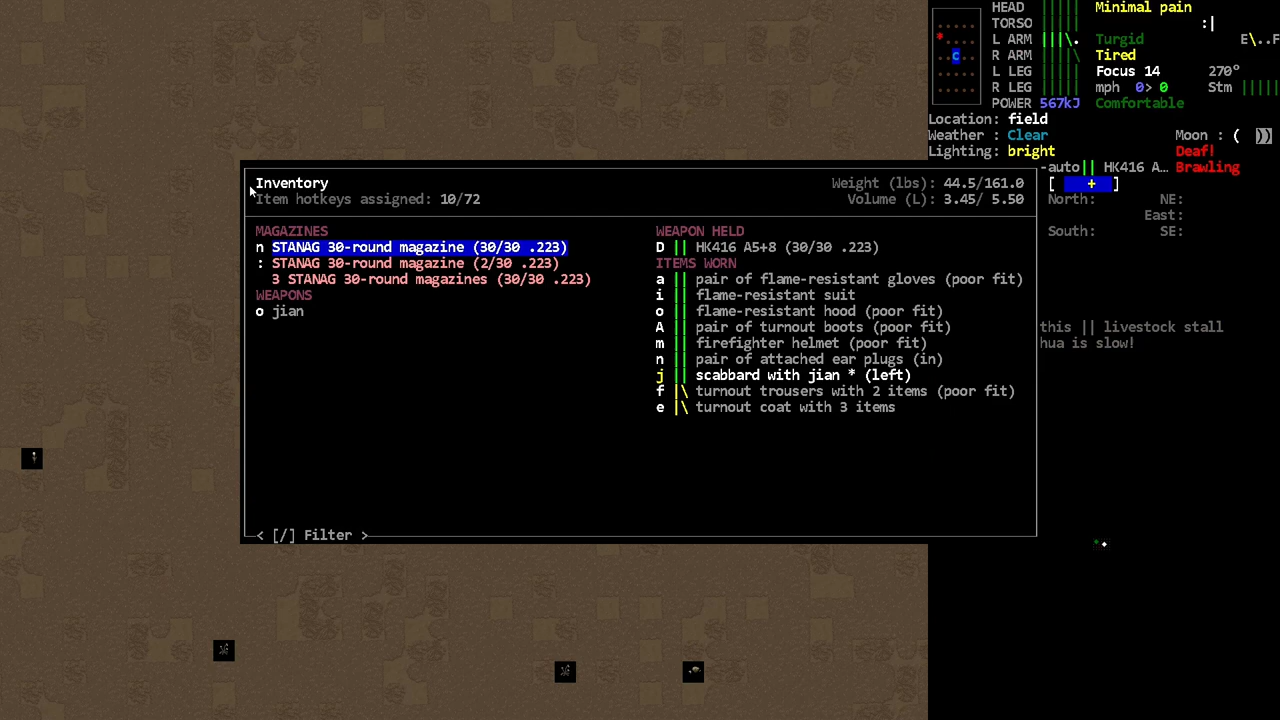 HEAD ||||| Minimal pain
TORSO ||||| :|
L ARM |||\. Turgid E\..F
R ARM ||||\ Tired
L LEG ||||| Focus 14 270°
R LEG ||||| mph 0> 0 Stm |||||
POWER 567kJ Comfortable
Location: field
Weather : Clear Moon : ( ))
Lighting: bright Deaf!
-auto|| HK416 A… Brawling
Inventory Weight (lbs): 44.5/161.0 [ + ]
Item hotkeys assigned: 10/72 Volume (L): 3.45/ 5.50 North: NE:
East:
MAGAZINES WEAPON HELD South: SE:
n STANAG 30-round magazine (30/30 .223) D || HK416 A5+8 (30/30 .223)
: STANAG 30-round magazine (2/30 .223) ITEMS WORN
3 STANAG 30-round magazines (30/30 .223) a || pair of flame-resistant gloves (poor fit)
WEAPONS i || flame-resistant suit
o jian o || flame-resistant hood (poor fit)
A || pair of turnout boots (poor fit) this || livestock stall
m || firefighter helmet (poor fit) hua is slow!
n || pair of attached ear plugs (in)
j || scabbard with jian * (left)
f |\ turnout trousers with 2 items (poor fit)
e |\ turnout coat with 3 items
< [/] Filter >